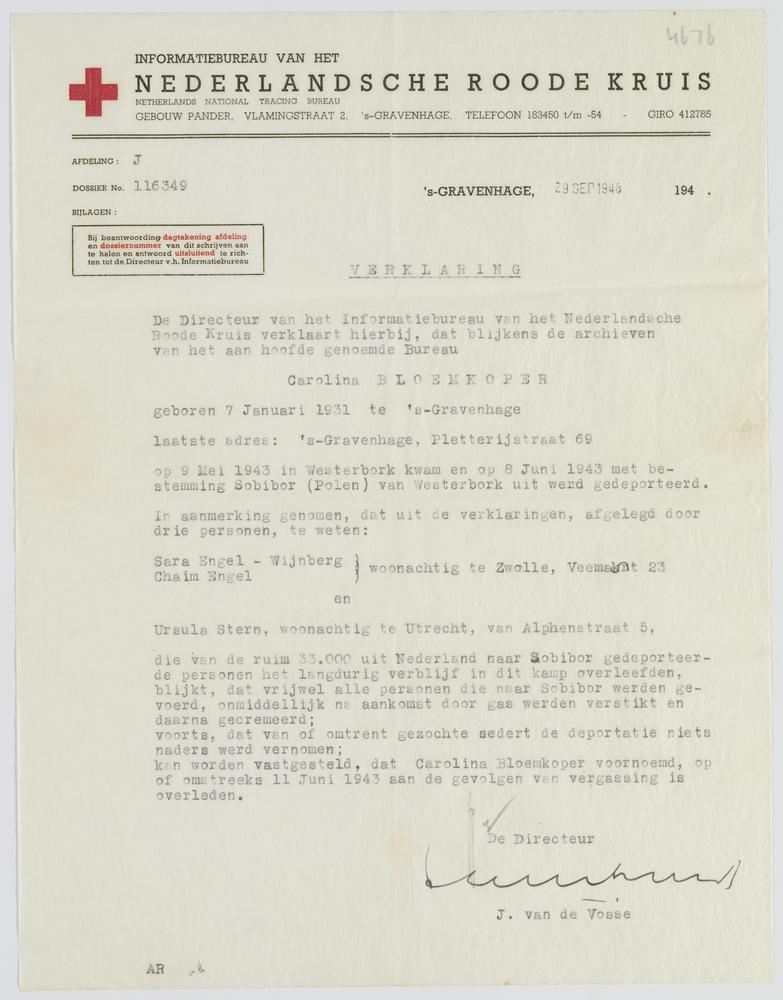 4676
INFORMATIEBUREAU VAN HET
NEDERLANDSCHE ROODE KRUIS
NETHERLANDS NATIONAL TRACING BUREAU
GEBOUW PANDER, VLAMINGSTRAAT 2, 's-GRAVENHAGE, TELEFOON 183450 t/m -54 - GIRO 412785
AFDELING : J
DOSSIER No. 116349
's-GRAVENHAGE, 29 SEP 1948 194 .
BIJLAGEN :
Bij beantwoording dagtekening afdeling
en dossiernummer van dit schrijven aan
te halen en antwoord uitsluitend te rich-
ten tot de Directeur v.h. Informatiebureau
VERKLARING
De Directeur van het Informatiebureau van het Nederlandsche
Roode Kruis verklaart hierbij, dat blijkens de archieven
van het aan hoofde genoemde Bureau
Carolina BLOEMKOPER
geboren 7 Januari 1931 te 's-Gravenhage
laatste adres: 's-Gravenhage, Pletterijstraat 69
op 9 Mei 1943 in Westerbork kwam en op 8 Juni 1943 met be-
stemming Sobibor (Polen) van Westerbork uit werd gedeporteerd.
In aanmerking genomen, dat uit de verklaringen, afgelegd door
drie personen, te weten:
Sara Engel - Wijnberg
Chaim Engel } woonachtig te Zwolle, Veemarkt 23
en
Ursula Stern, woonachtig te Utrecht, van Alphenstraat 5,
die van de ruim 33.000 uit Nederland naar Sobibor gedeporteer-
de personen het langdurig verblijf in dit kamp overleefden,
blijkt, dat vrijwel alle personen die naar Sobibor werden ge-
voerd, onmiddellijk na aankomst door gas werden verstikt en
daarna gecremeerd;
voorts, dat van of omtrent gezochte sedert de deportatie niets
naders werd vernomen;
kan worden vastgesteld, dat Carolina Bloemkoper voornoemd, op
of omstreeks 11 Juni 1943 aan de gevolgen van vergassing is
overleden.
De Directeur
J. van de Vosse
AR